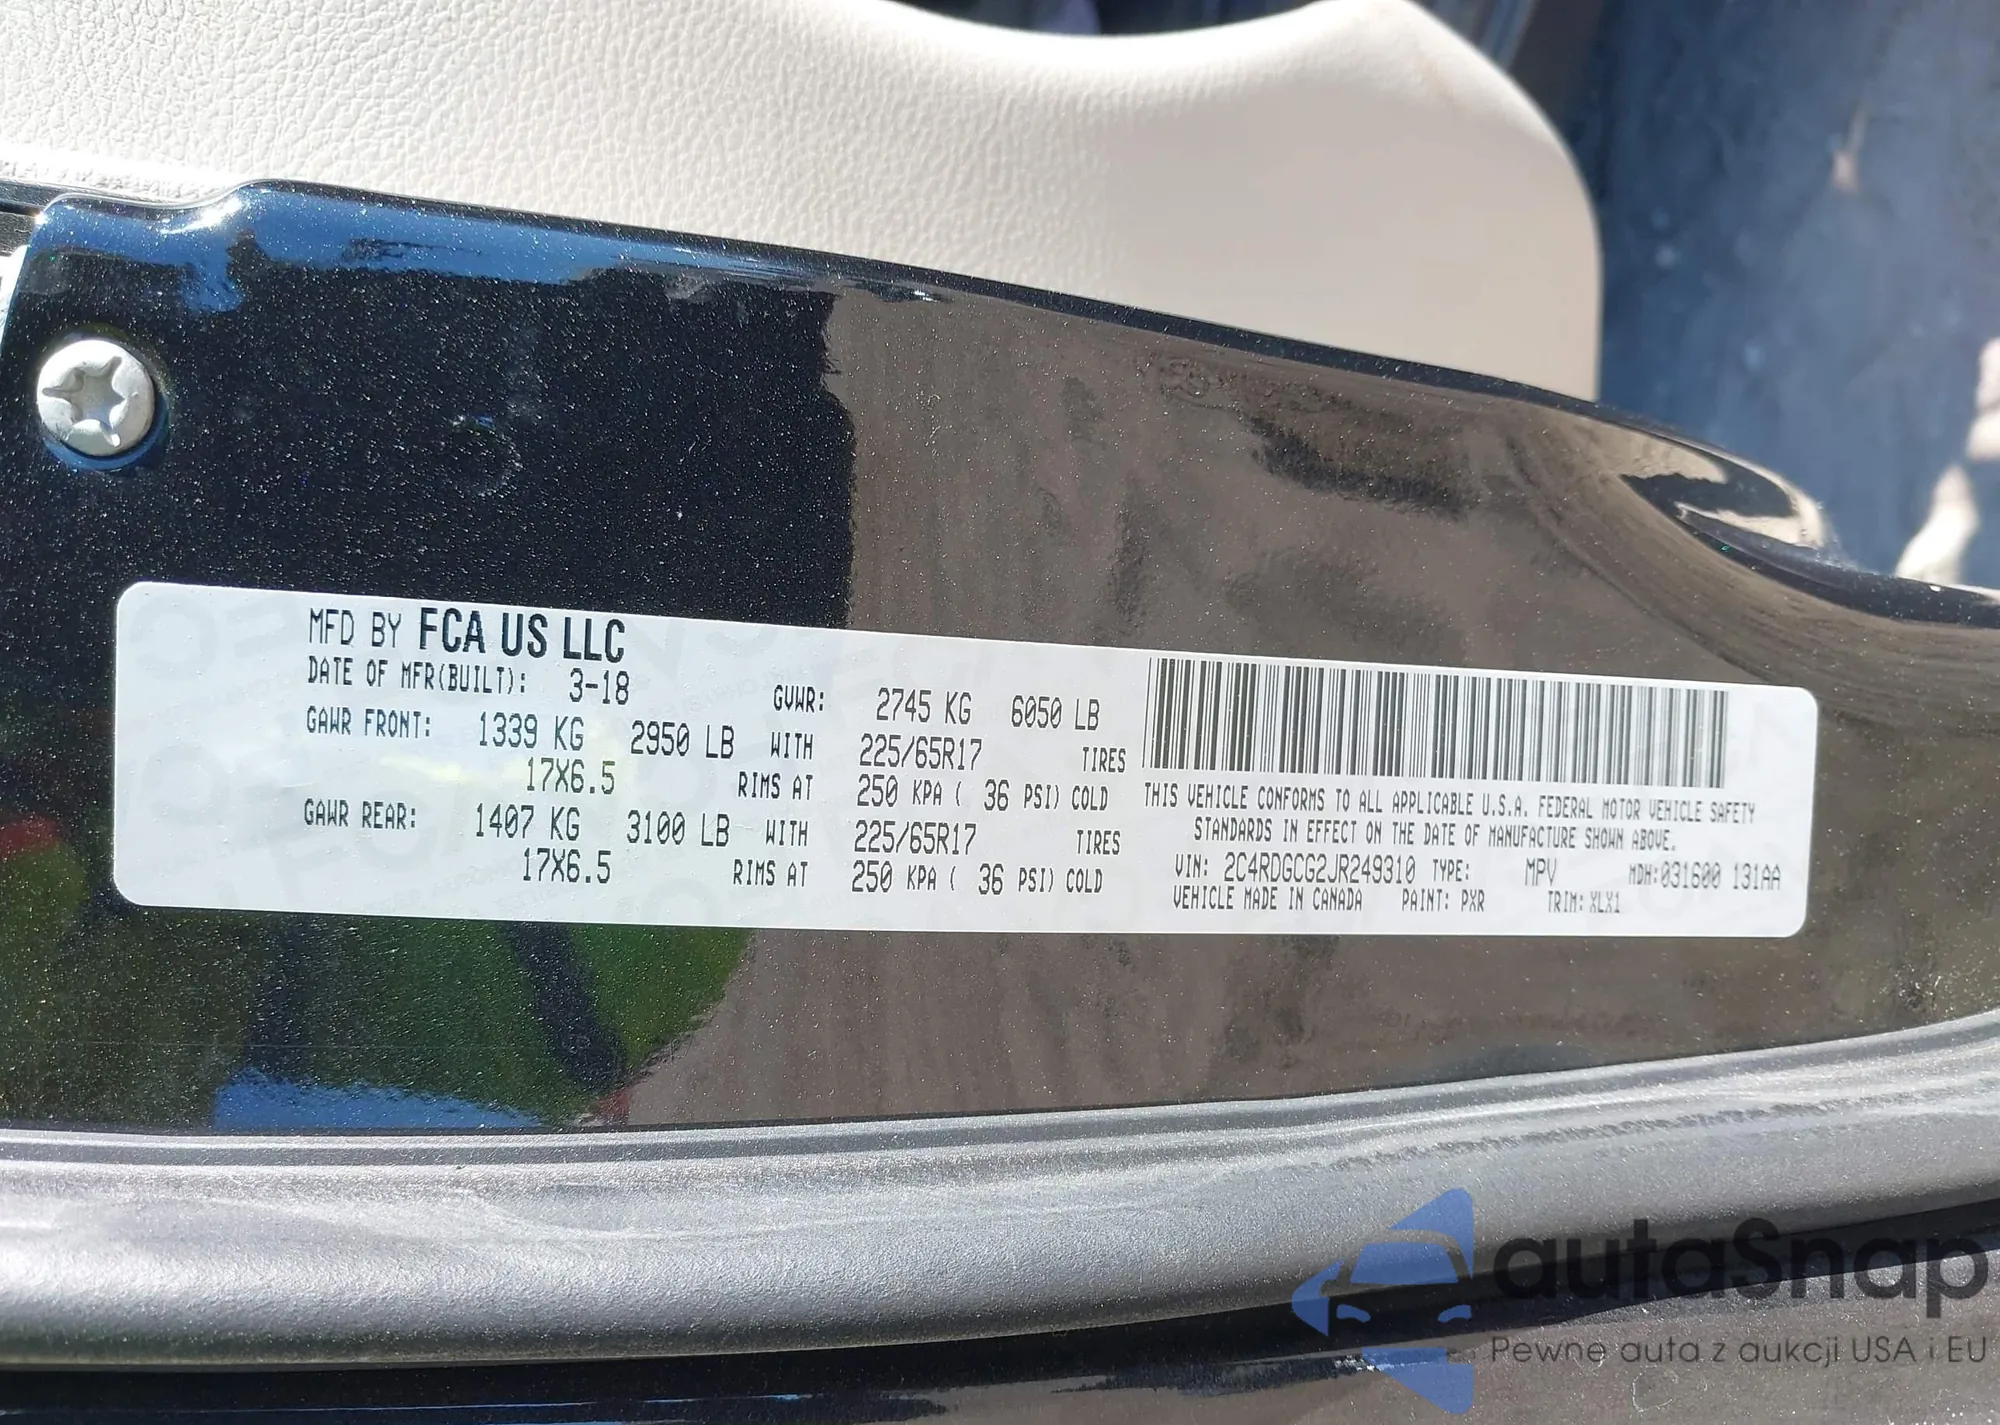 MFD BY FCA US LLC
DATE OF MFR(BUILT): 3-18 GVWR: 2745 KG 6050 LB
GAWR FRONT: 1339 KG 2950 LB WITH 225/65R17 TIRES
17X6.5 RIMS AT 250 KPA ( 36 PSI) COLD
GAWR REAR: 1407 KG 3100 LB WITH 225/65R17 TIRES
17X6.5 RIMS AT 250 KPA ( 36 PSI) COLD
THIS VEHICLE CONFORMS TO ALL APPLICABLE U.S.A. FEDERAL MOTOR VEHICLE SAFETY
STANDARDS IN EFFECT ON THE DATE OF MANUFACTURE SHOWN ABOVE.
VIN: 2C4RDGCG2JR249310 TYPE: MPV MDH:031600 131AA
VEHICLE MADE IN CANADA PAINT: PXR TRIM: XLX1
autaSnap
Pewne auta z aukcji USA i EU